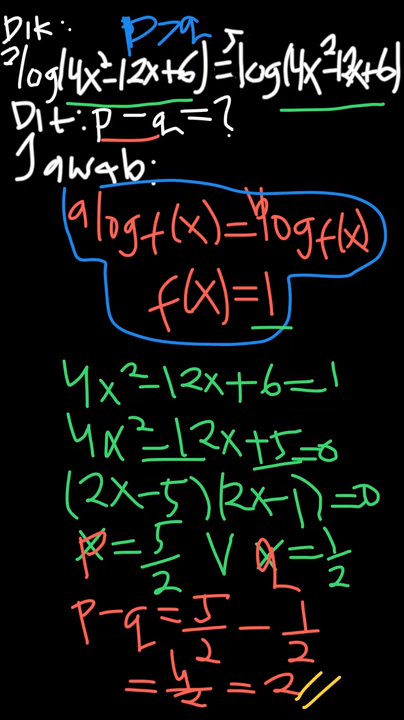 Dik: p>q
²log(4x²-12x+6)=⁵log(4x²-12x+6)
Dit: p-q=?
Jawab:
ᵃlog f(x)=ᵇlog f(x)
f(x)=1
4x²-12x+6=1
4x²-12x+5=0
(2x-5)(2x-1)=0
p=5/2 V q=1/2
p-q=5/2-1/2
=4/2=2//